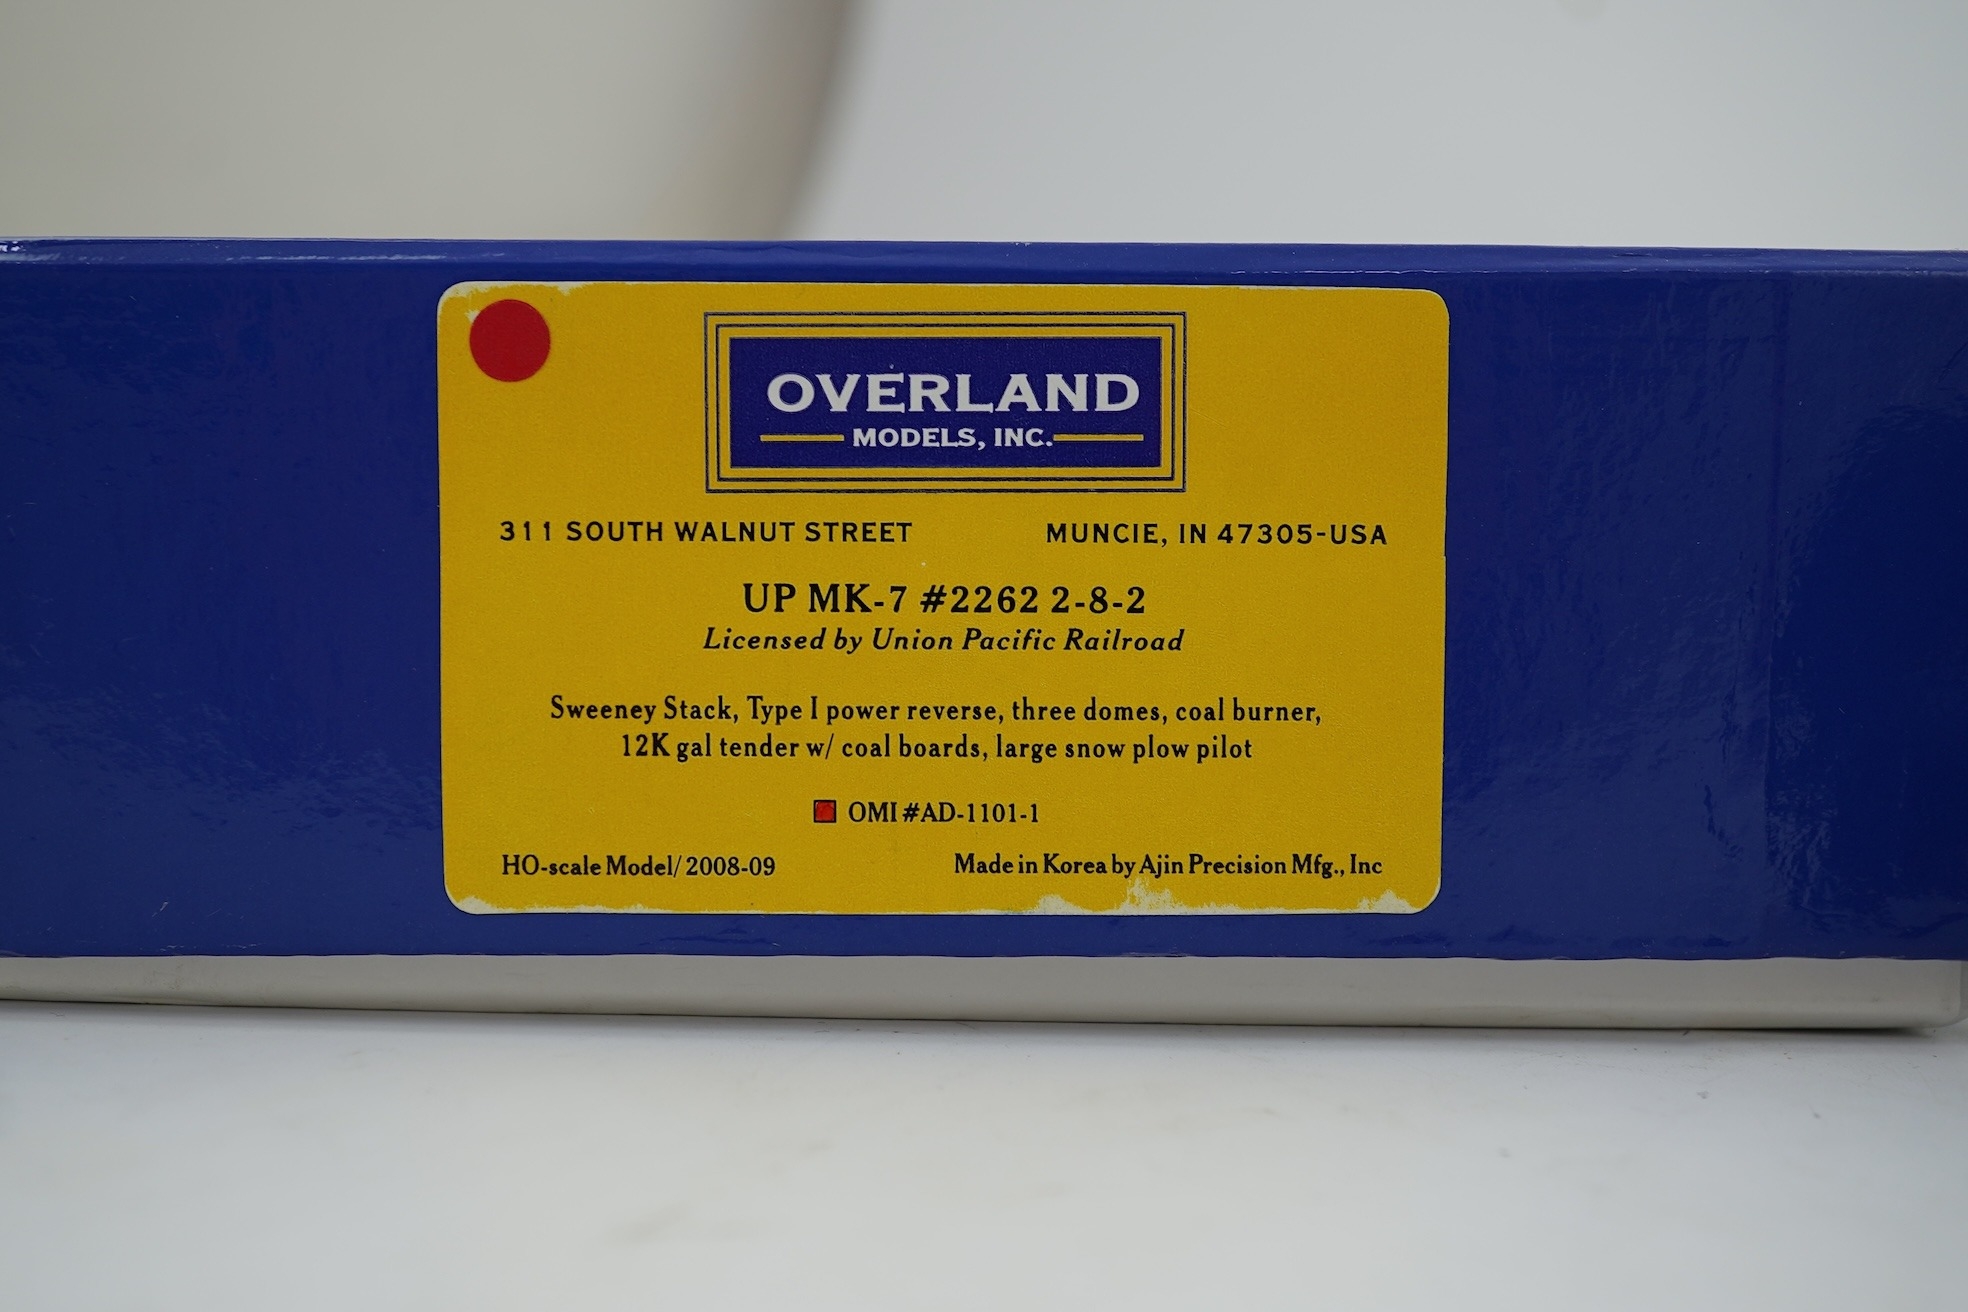 OVERLAND
MODELS, INC.
311 SOUTH WALNUT STREET MUNCIE, IN 47305-USA
UP MK-7 #2262 2-8-2
Licensed by Union Pacific Railroad
Sweeney Stack, Type I power reverse, three domes, coal burner,
12K gal tender w/ coal boards, large snow plow pilot
OMI #AD-1101-1
HO-scale Model/ 2008-09 Made in Korea by Ajin Precision Mfg., Inc